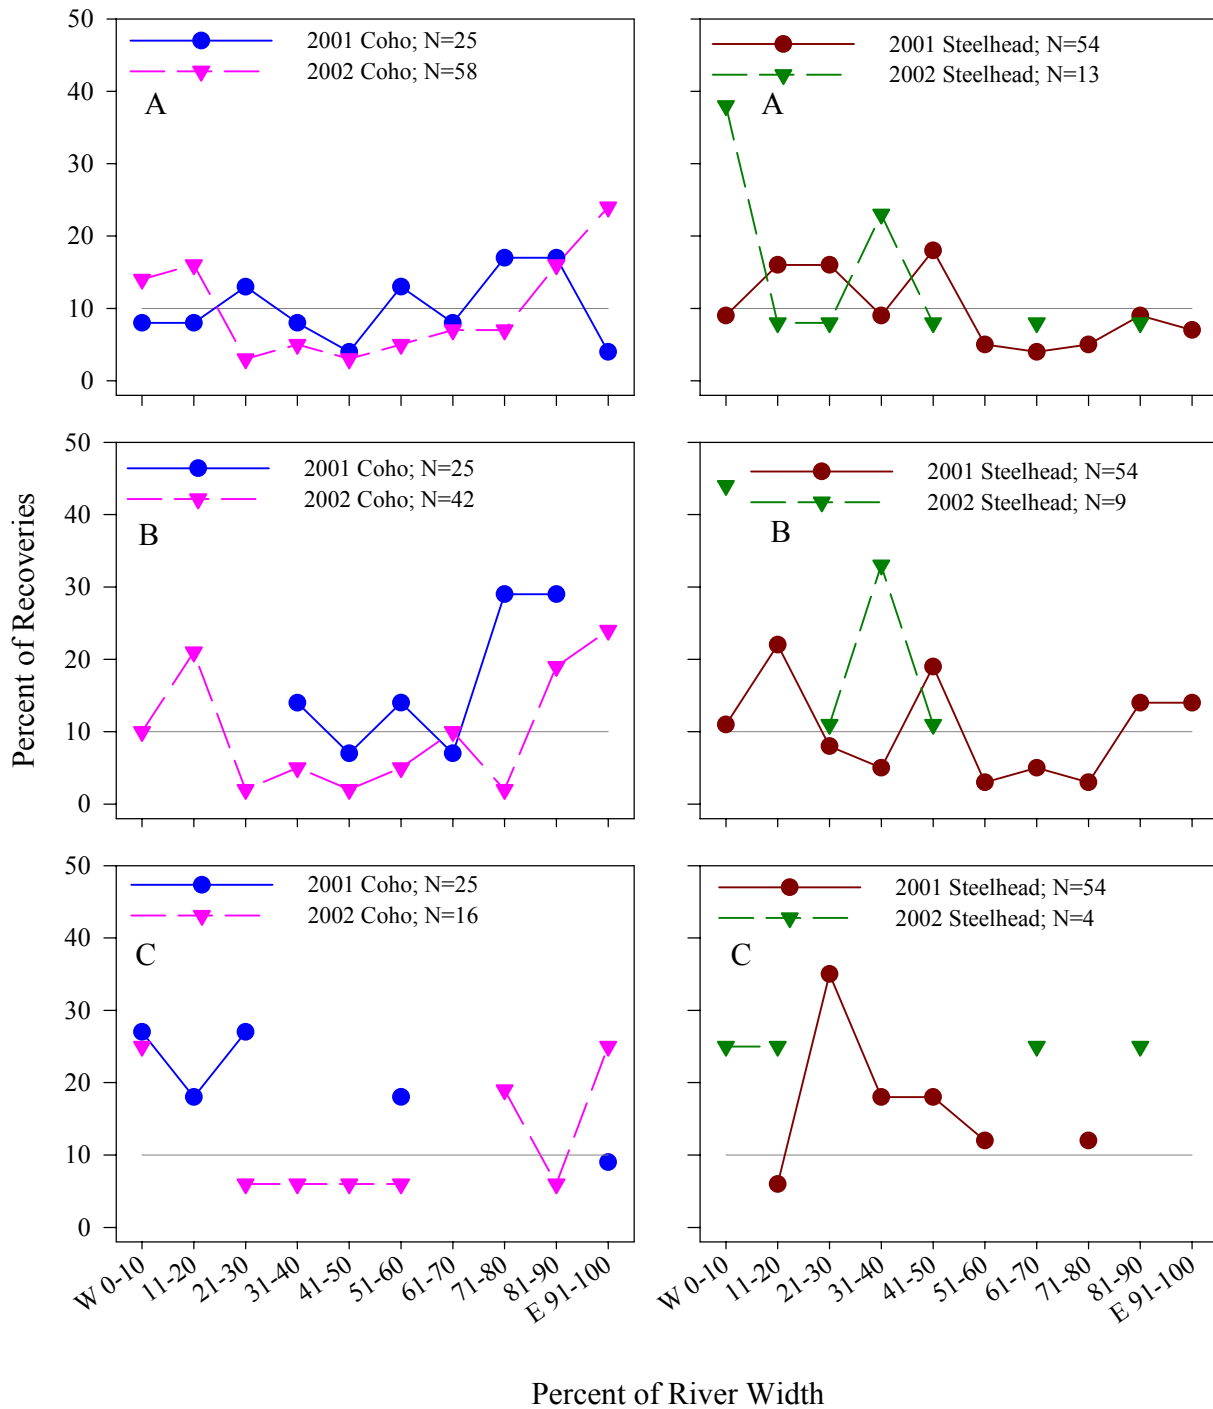 50
40
30
20
10
0
2001 Coho; N=25
2002 Coho; N=58
A
2001 Steelhead; N=54
2002 Steelhead; N=13
A
Percent of Recoveries
50
40
30
20
10
0
2001 Coho; N=25
2002 Coho; N=42
B
2001 Steelhead; N=54
2002 Steelhead; N=9
B
50
40
30
20
10
0
2001 Coho; N=25
2002 Coho; N=16
C
2001 Steelhead; N=54
2002 Steelhead; N=4
C
W 0-10
11-20
21-30
31-40
41-50
51-60
61-70
71-80
81-90
E 91-100
W 0-10
11-20
21-30
31-40
41-50
51-60
61-70
71-80
81-90
E 91-100
Percent of River Width